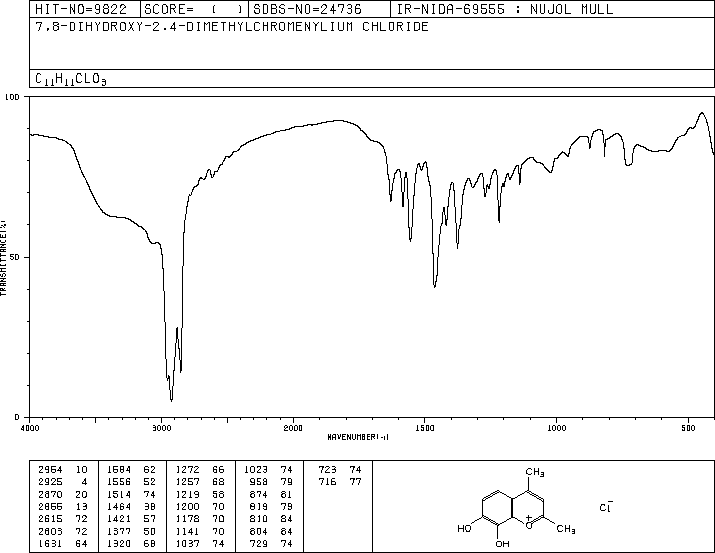 HIT-NO=9822 SCORE= ( ) SDBS-NO=24736 IR-NIDA-69555 : NUJOL MULL
7,8-DIHYDROXY-2,4-DIMETHYLCHROMENYLIUM CHLORIDE
C11H11CLO3
100
50
0
TRANSMITTANCE(%)
4000 3000 2000 1500 1000 500
WAVENUMBER(-1)
2954 10 1584 62 1272 66 1023 74 723 74
2925 4 1556 52 1257 68 958 79 716 77
2870 20 1514 74 1219 58 874 81
2855 13 1464 38 1200 70 819 79
2615 72 1421 57 1178 70 810 84
2603 72 1377 50 1141 70 804 84
1631 64 1320 68 1037 74 729 74
CH3
HO
OH
O+
CH3
Cl-